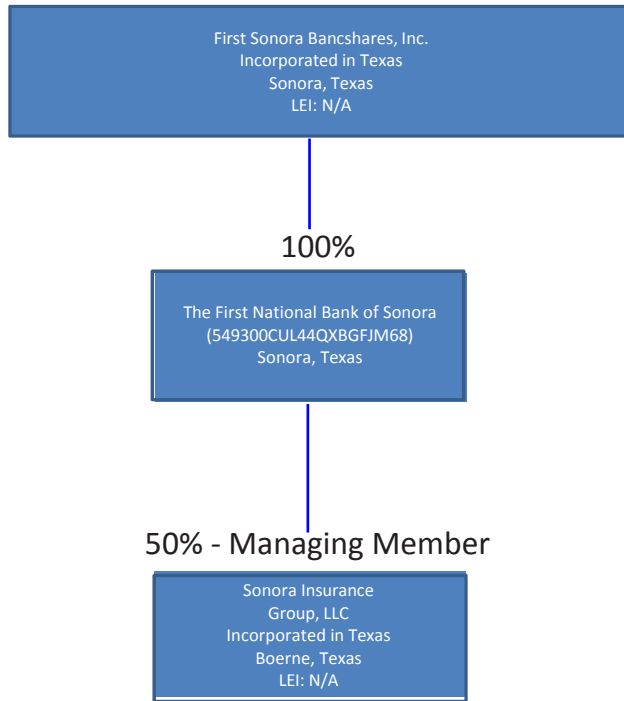 First Sonora Bancshares, Inc.
Incorporated in Texas
Sonora, Texas
LEI: N/A
100%
The First National Bank of Sonora
(549300CUL44QXBGFJM68)
Sonora, Texas
50% - Managing Member
Sonora Insurance
Group, LLC
Incorporated in Texas
Boerne, Texas
LEI: N/A